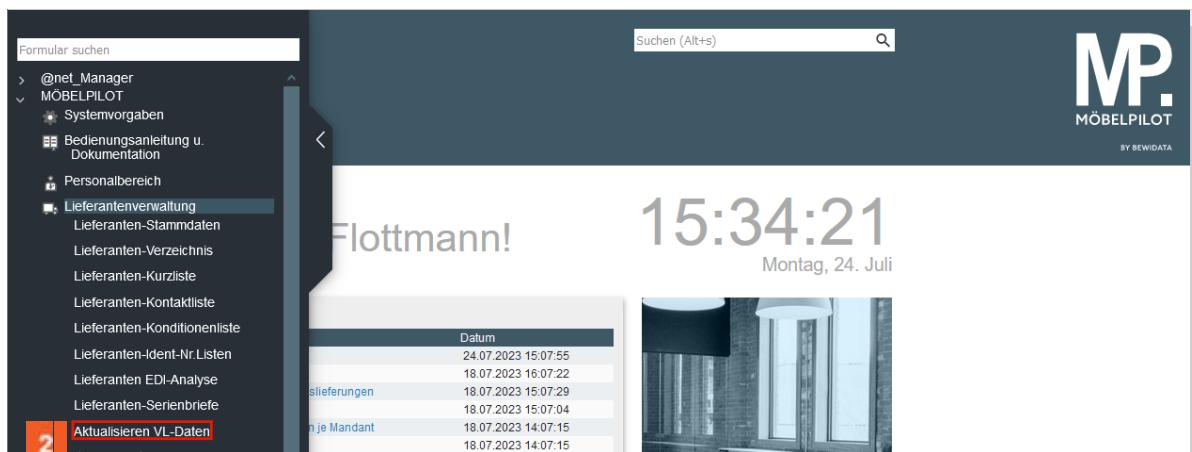 Formular suchen
@net_Manager
MÖBELPILOT
Systemvorgaben
Bedienungsanleitung u.
Dokumentation
Personalbereich
Lieferantenverwaltung
Lieferanten-Stammdaten
Lieferanten-Verzeichnis
Lieferanten-Kurzliste
Lieferanten-Kontaktliste
Lieferanten-Konditionenliste
Lieferanten-Ident-Nr.Listen
Lieferanten EDI-Analyse
Lieferanten-Serienbriefe
2
Aktualisieren VL-Daten
Suchen (Alt+s)
MP.
MÖBELPILOT
BY BEWIDATA
Flottmann!
15:34:21
Montag, 24. Juli
Datum
24.07.2023 15:07:55
18.07.2023 16:07:22
slieferungen 18.07.2023 15:07:29
18.07.2023 15:07:04
n je Mandant 18.07.2023 14:07:15
18.07.2023 14:07:15